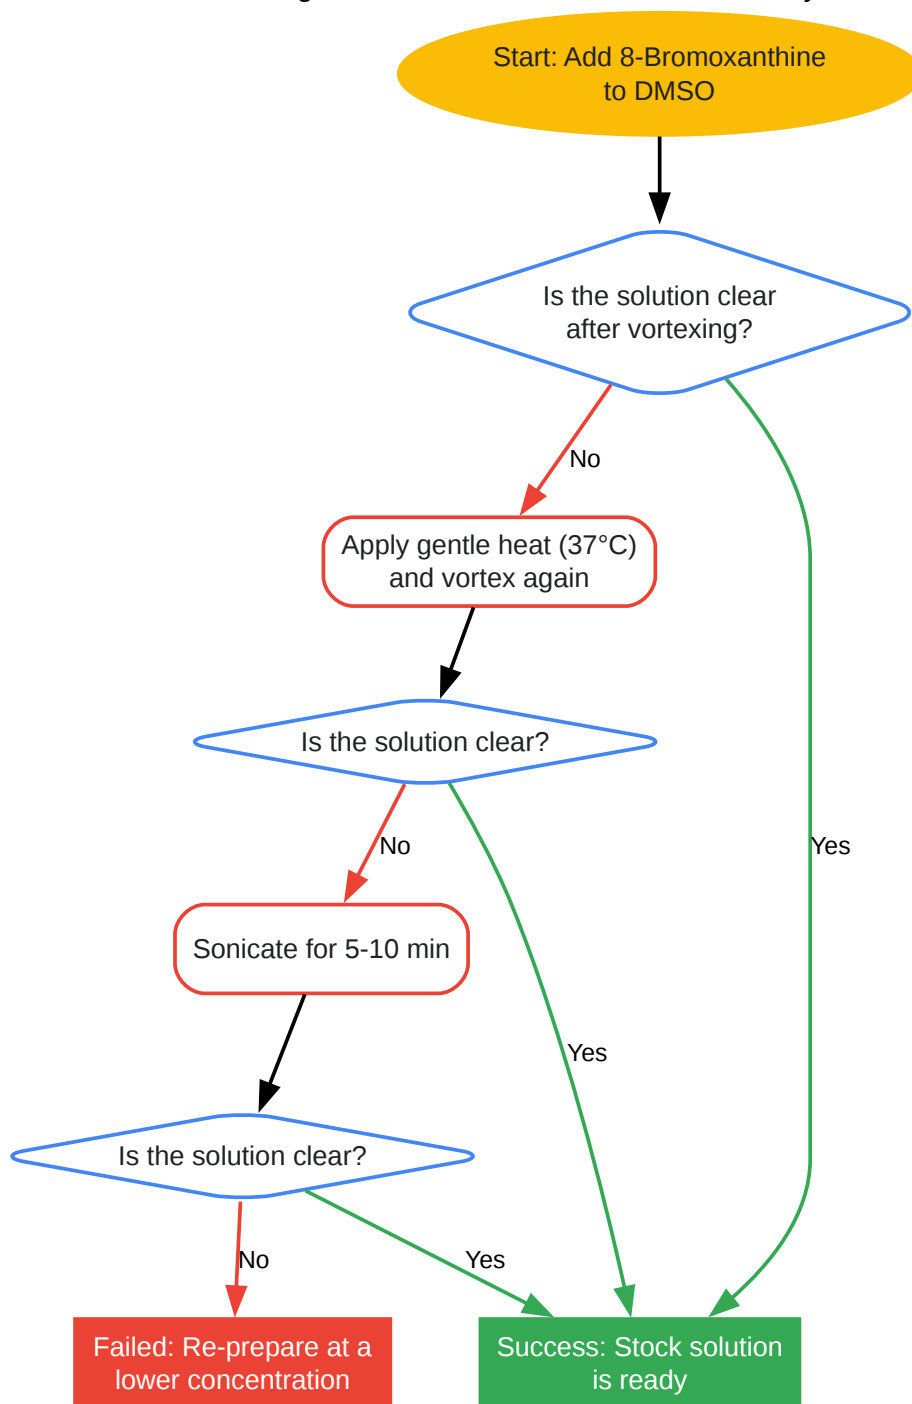 Start: Add 8-Bromoxanthine
to DMSO
Is the solution clear
after vortexing?
No
Apply gentle heat (37°C)
and vortex again
Is the solution clear?
No
Yes
Sonicate for 5-10 min
Yes
Is the solution clear?
No
Yes
Failed: Re-prepare at a
lower concentration
Success: Stock solution
is ready